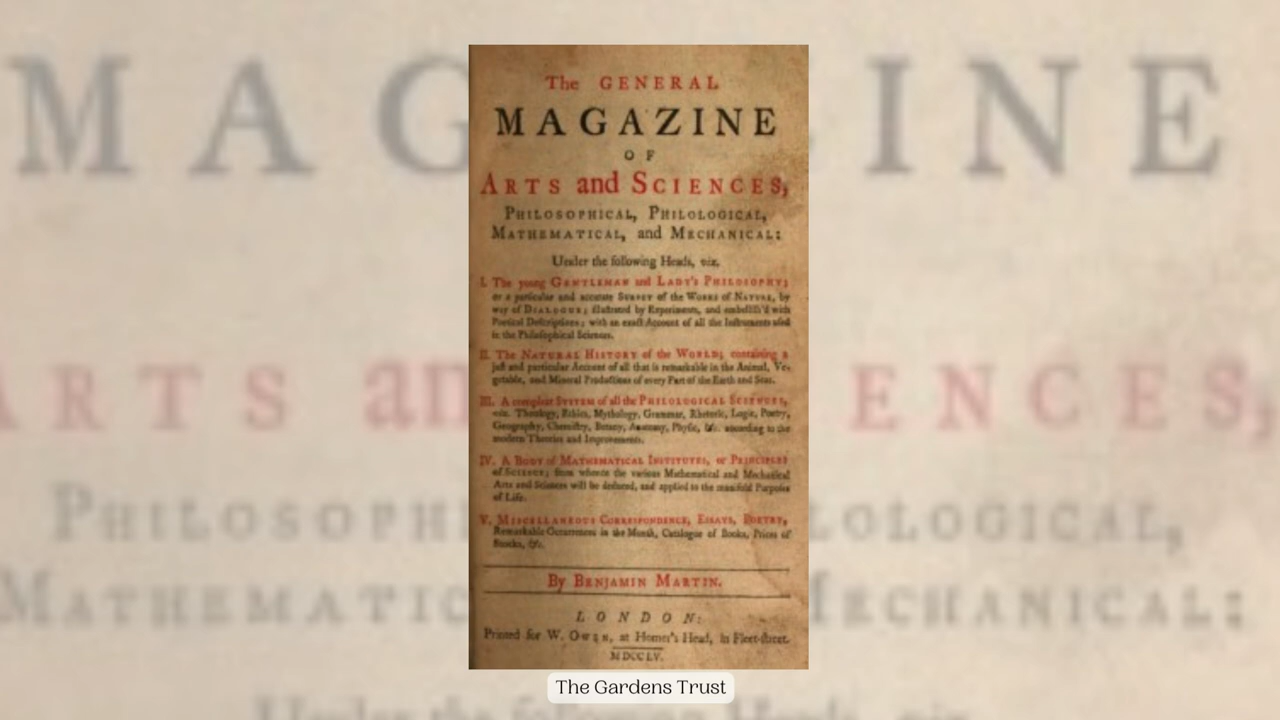 The GENERAL
MAGAZINE
OF
ARTS and SCIENCES,
PHILOSOPHICAL, PHILOLOGICAL,
MATHEMATICAL, and MECHANICAL:
Under the following Heads, viz.
I. The young GENTLEMAN and LADY'S PHILOSOPHY;
or a particular and accurate SURVEY of the WORKS of NATURE, by
way of DIALOGUE; illustrated by Experiments, and embellish'd with
Poetical Descriptions; with an exact Account of all the Instruments used
in the Philosophical Sciences.
II. The NATURAL HISTORY of the WORLD; containing a
just and particular Account of all that is remarkable in the Animal, Ve-
getable, and Mineral Productions of every Part of the Earth and Seas.
III. A compleat SYSTEM of all the PHILOLOGICAL SCIENCES,
viz. Theology, Ethics, Mythology, Grammar, Rhetoric, Logic, Poetry,
Geography, Chemistry, Botany, Anatomy, Physic, &c. according to the
modern Theories and Improvements.
IV. A BODY of MATHEMATICAL INSTITUTES, or PRINCIPLES
of SCIENCE; from whence the various Mathematical and Mechanical
Arts and Sciences will be deduced, and applied to the manifold Purposes
of Life.
V. MISCELLANEOUS CORRESPONDENCE, ESSAYS, POETRY,
Remarkable Occurrences in the Month, Catalogue of Books, Prices of
Stocks, &c.
By BENJAMIN MARTIN.
LONDON:
Printed for W. OWEN, at Homer's Head, in Fleet-street.
MDCCLV.
The Gardens Trust